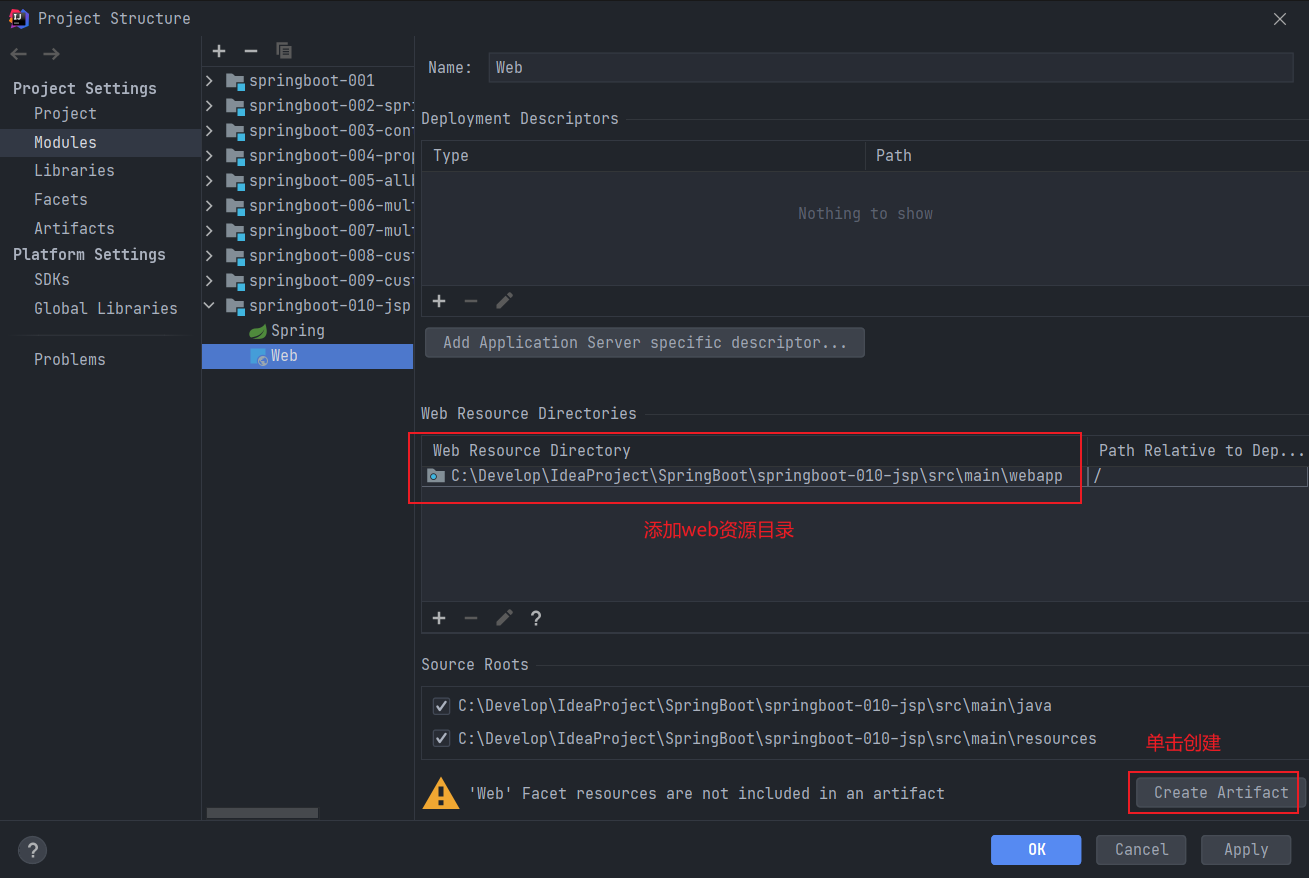 Project Structure
Project Settings
Project
Modules
Libraries
Facets
Artifacts
Platform Settings
SDKs
Global Libraries
Problems
springboot-001
springboot-002-spri
springboot-003-con
springboot-004-prop
springboot-005-all
springboot-006-mult
springboot-007-mult
springboot-008-cust
springboot-009-cust
springboot-010-jsp
Spring
Web
Name: Web
Deployment Descriptors
Type Path
Nothing to show
Add Application Server specific descriptor...
Web Resource Directories
Web Resource Directory Path Relative to Dep...
C:\Develop\IdeaProject\SpringBoot\springboot-010-jsp\src\main\webapp /
添加web资源目录
?
Source Roots
C:\Develop\IdeaProject\SpringBoot\springboot-010-jsp\src\main\java
C:\Develop\IdeaProject\SpringBoot\springboot-010-jsp\src\main\resources
单击创建
'Web' Facet resources are not included in an artifact
Create Artifact
?
OK Cancel Apply